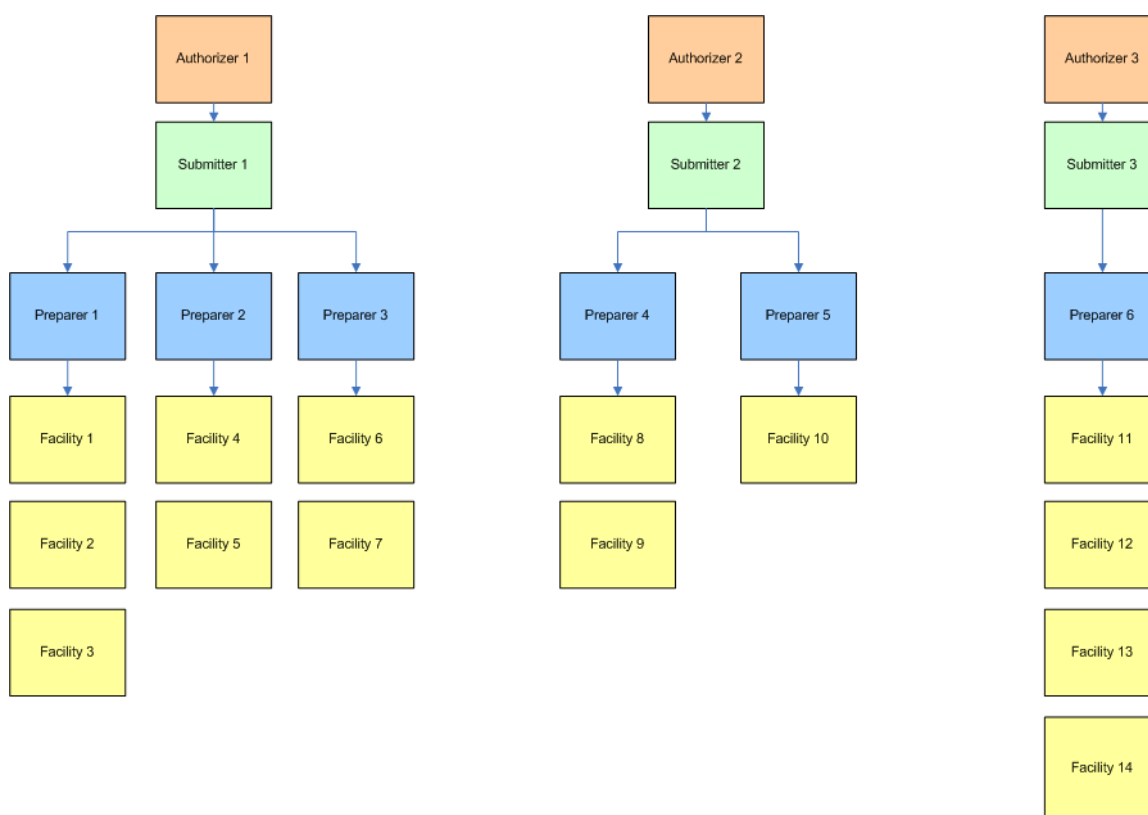 Authorizer 1
Authorizer 2
Authorizer 3
Submitter 1
Submitter 2
Submitter 3
Preparer 1
Preparer 2
Preparer 3
Preparer 4
Preparer 5
Preparer 6
Facility 1
Facility 4
Facility 6
Facility 8
Facility 10
Facility 11
Facility 2
Facility 5
Facility 7
Facility 9
Facility 12
Facility 3
Facility 13
Facility 14